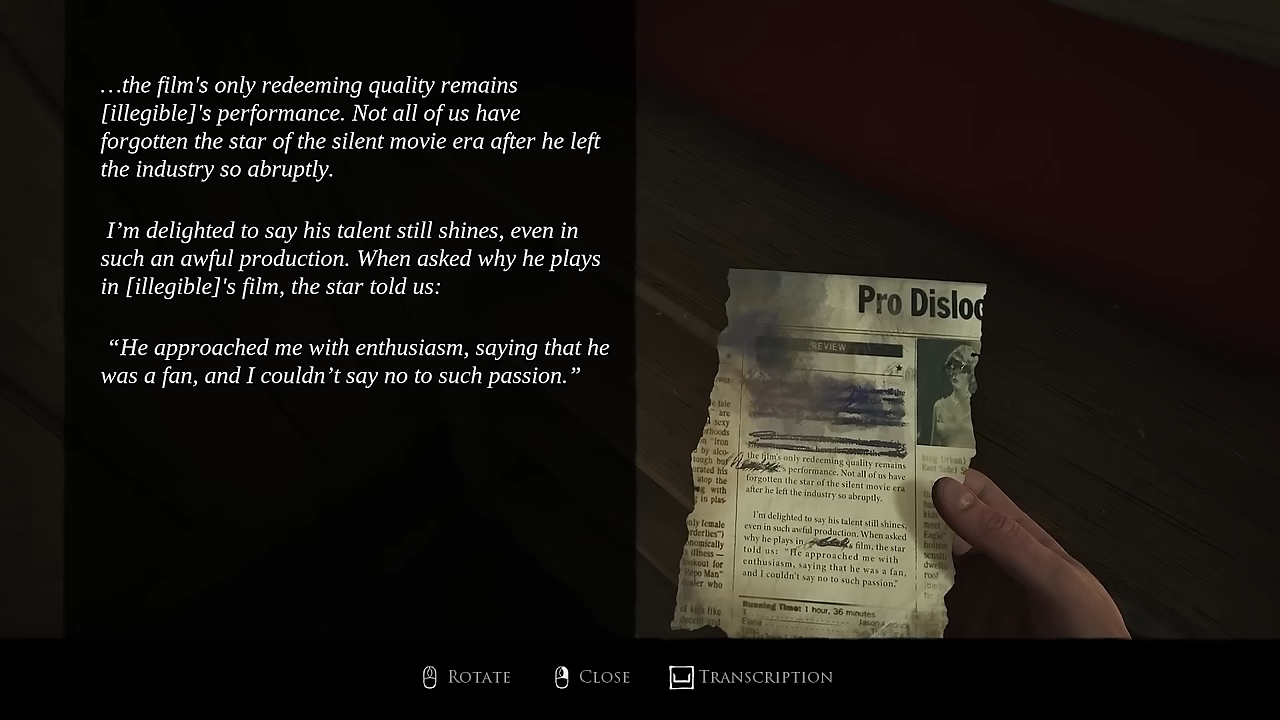 …the film's only redeeming quality remains
[illegible]'s performance. Not all of us have
forgotten the star of the silent movie era after he left
the industry so abruptly.
I’m delighted to say his talent still shines, even in
such an awful production. When asked why he plays
in [illegible]'s film, the star told us:
“He approached me with enthusiasm, saying that he
was a fan, and I couldn’t say no to such passion.”
Pro Disloc
REVIEW
the film's only redeeming quality remains
's performance. Not all of us have
forgotten the star of the silent movie era
after he left the industry so abruptly.
I'm delighted to say his talent still shines,
even in such awful production. When asked
why he plays in 's film, the star
told us: "He approached me with
enthusiasm, saying that he was a fan,
and I couldn't say no to such passion."
Running Time: 1 hour, 36 minutes
ROTATE
CLOSE
TRANSCRIPTION